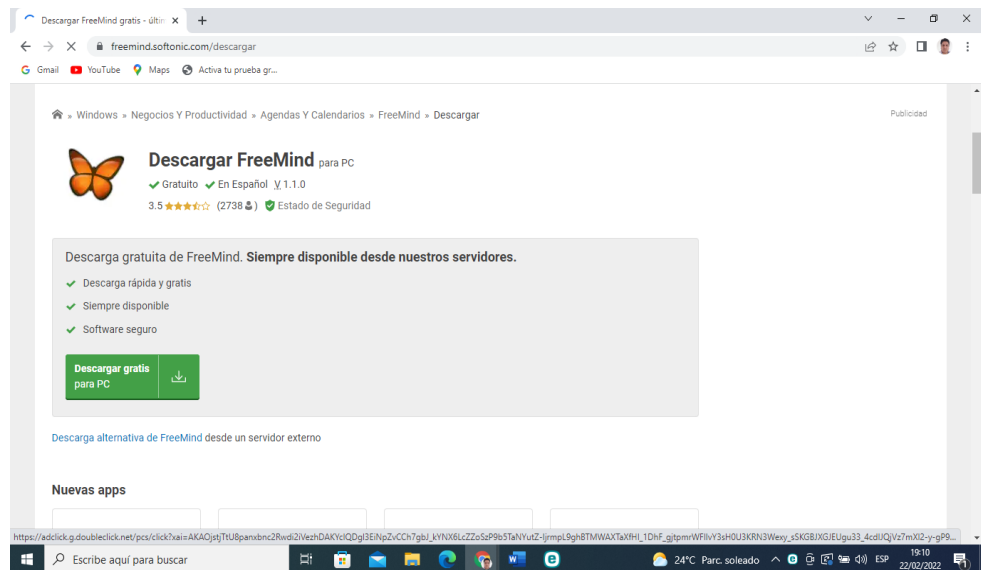 Descargar FreeMind gratis - últim
freemind.softonic.com/descargar
Gmail YouTube Maps Activa tu prueba gr...
» Windows » Negocios Y Productividad » Agendas Y Calendarios » FreeMind » Descargar
Publicidad
Descargar FreeMind para PC
Gratuito En Español V 1.1.0
3.5 (2738) Estado de Seguridad
Descarga gratuita de FreeMind. Siempre disponible desde nuestros servidores.
Descarga rápida y gratis
Siempre disponible
Software seguro
Descargar gratis
para PC
Descarga alternativa de FreeMind desde un servidor externo
Nuevas apps
Escribe aquí para buscar
24°C Parc. soleado
ESP
19:10
22/02/2022